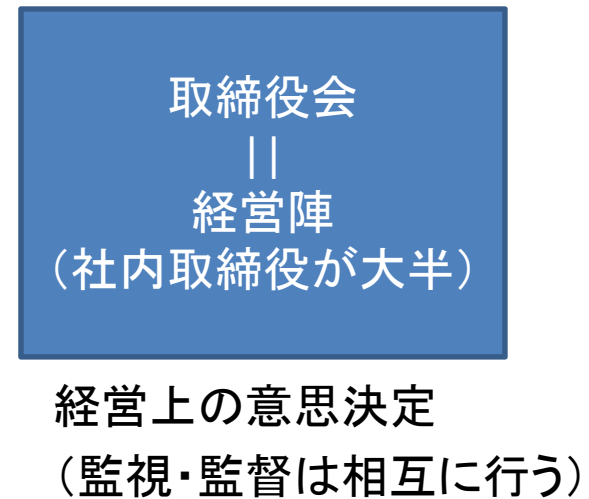 取締役会
||
経営陣
（社内取締役が大半）
経営上の意思決定
（監視・監督は相互に行う）